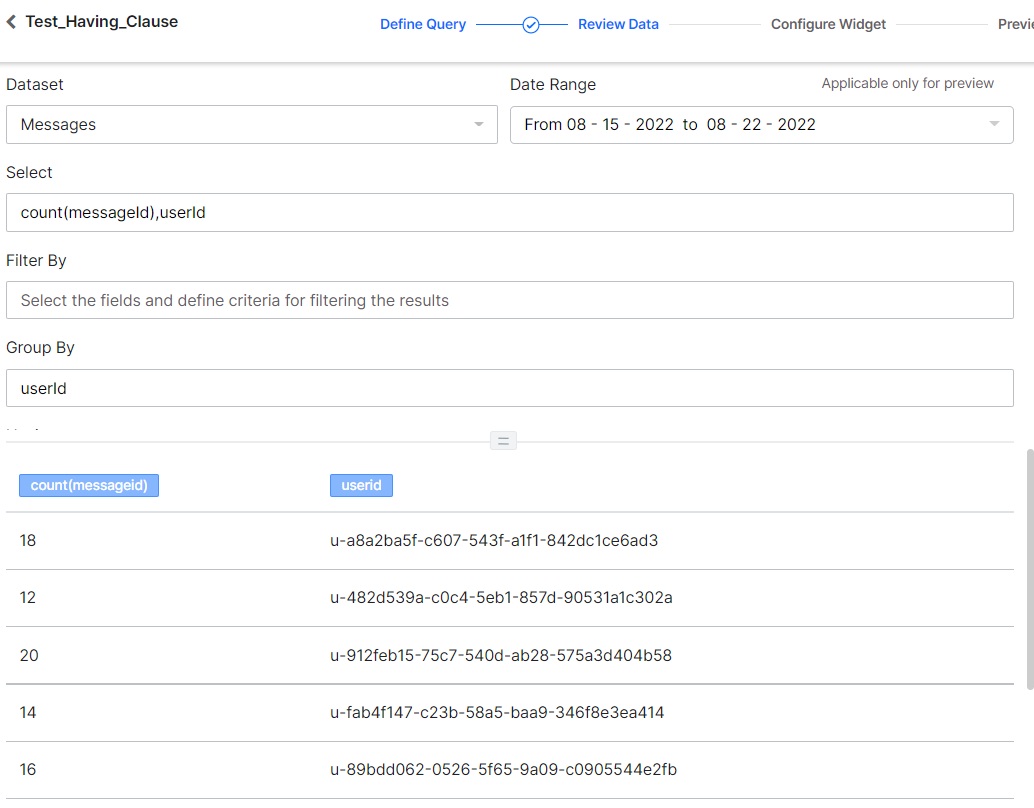 Test_Having_Clause
Define Query Review Data Configure Widget
Dataset Date Range Applicable only for preview
Messages From 08 - 15 - 2022 to 08 - 22 - 2022
Select
count(messageId),userId
Filter By
Select the fields and define criteria for filtering the results
Group By
userId
count(messageid) userid
18 u-a8a2ba5f-c607-543f-a1f1-842dc1ce6ad3
12 u-482d539a-c0c4-5eb1-857d-90531a1c302a
20 u-912feb15-75c7-540d-ab28-575a3d404b58
14 u-fab4f147-c23b-58a5-baa9-346f8e3ea414
16 u-89bdd062-0526-5f65-9a09-c0905544e2fb